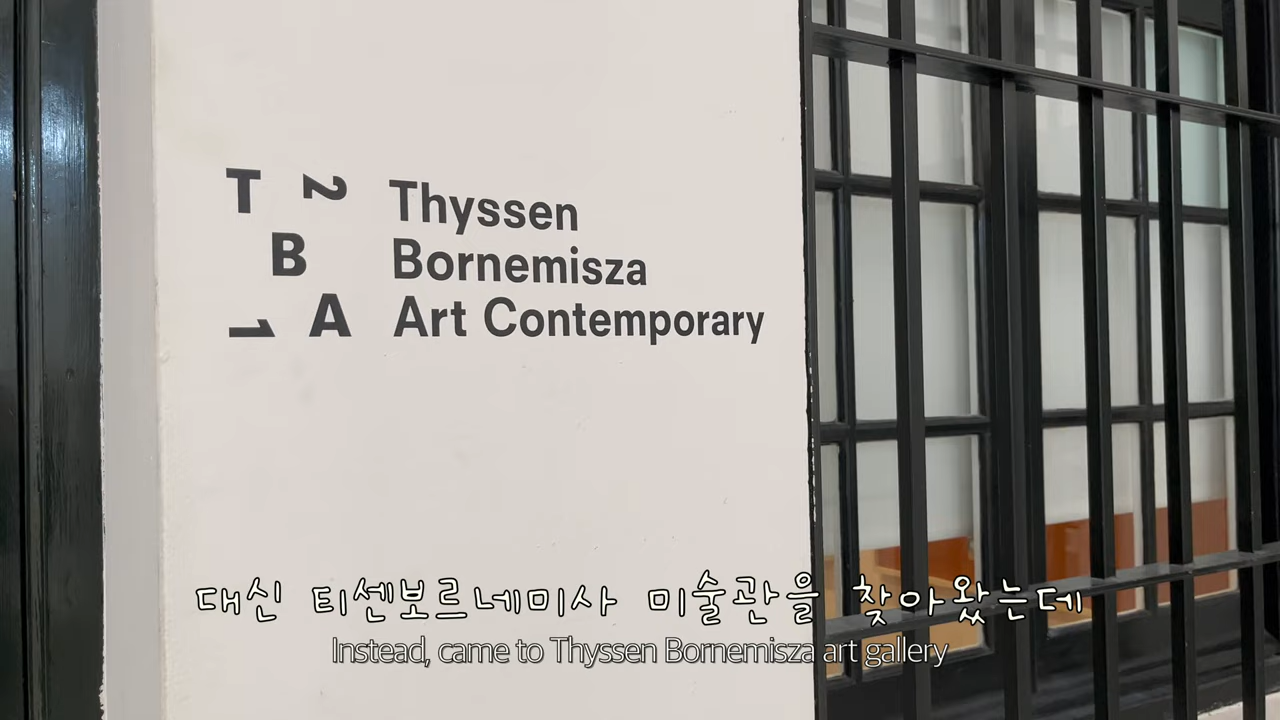 T 2
B
1 A
Thyssen
Bornemisza
Art Contemporary
대신 티센보르네미사 미술관을 찾아왔는데
Instead, came to Thyssen Bornemisza art gallery